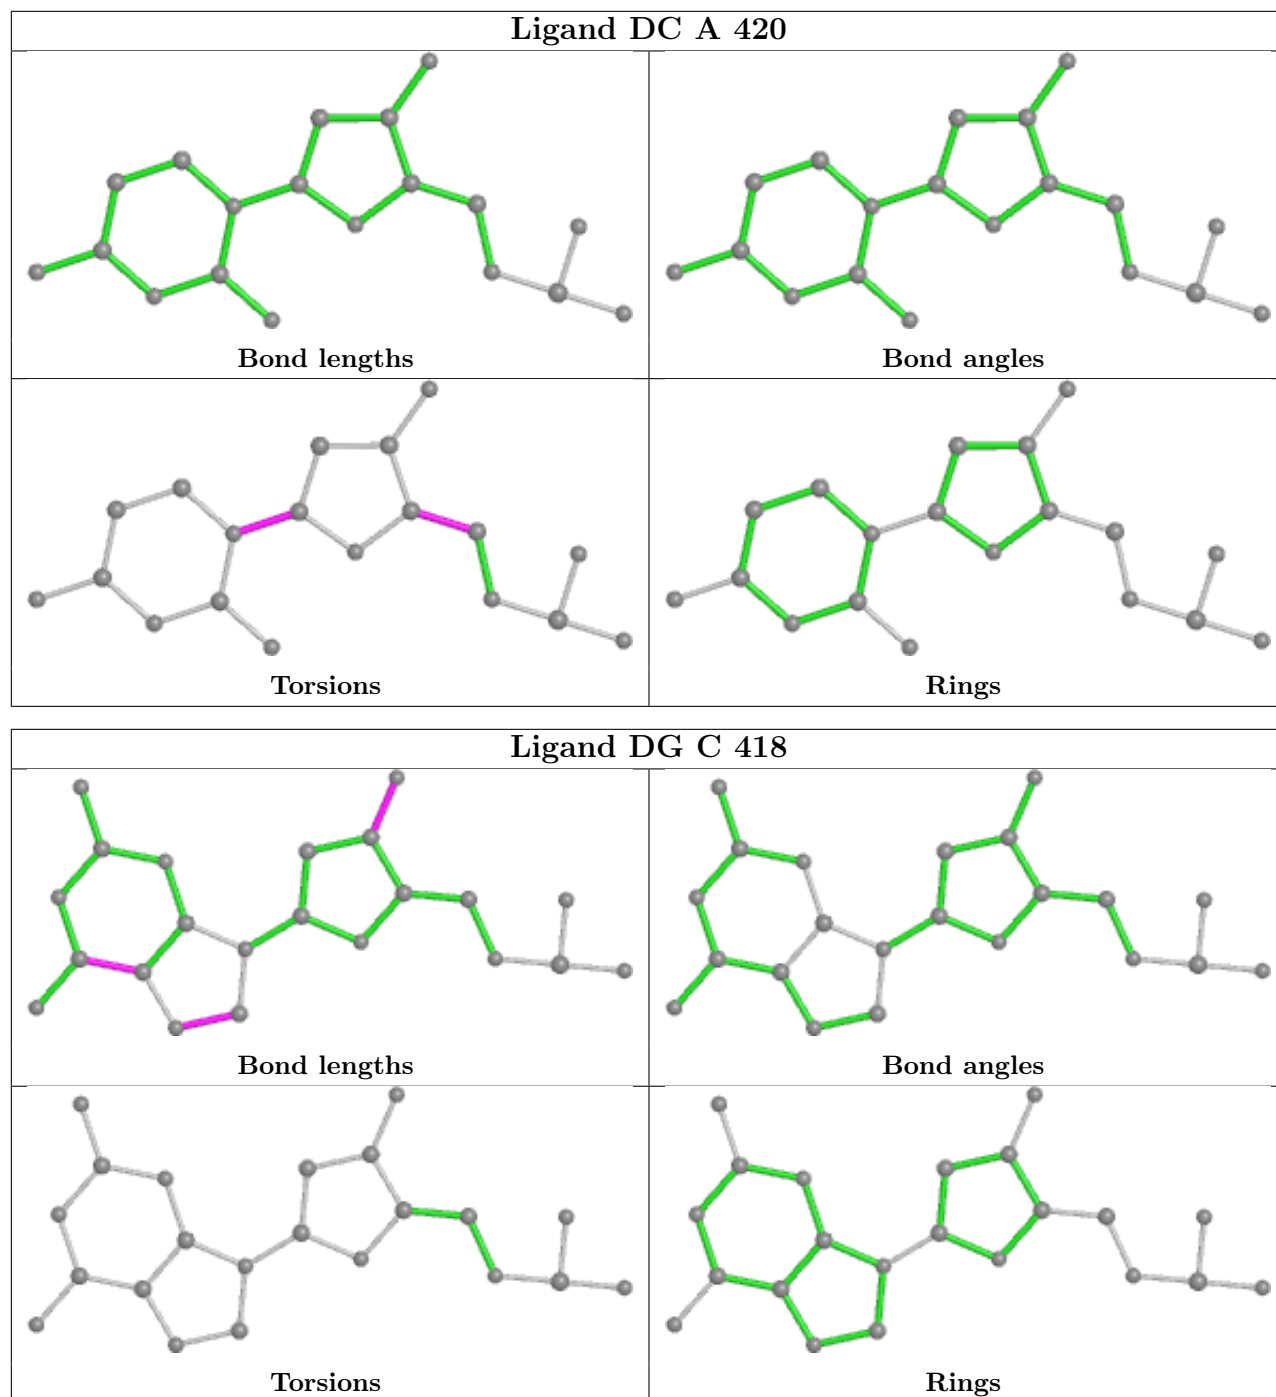 Ligand DC A 420
Bond lengths
Bond angles
Torsions
Rings
Ligand DG C 418
Bond lengths
Bond angles
Torsions
Rings